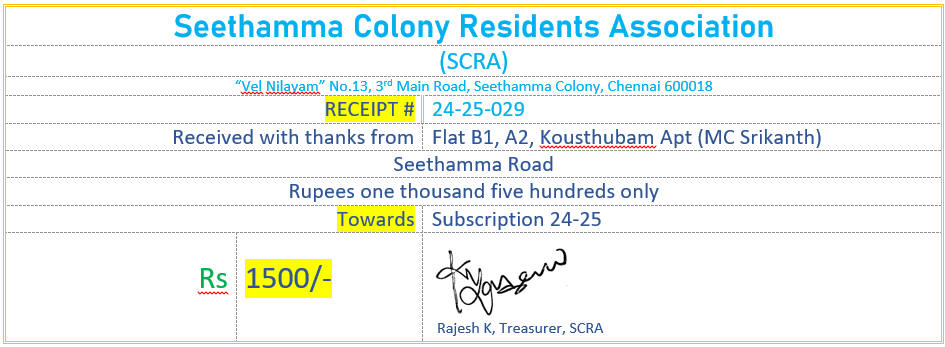 Seethamma Colony Residents Association
(SCRA)
“Vel Nilayam” No.13, 3rd Main Road, Seethamma Colony, Chennai 600018
RECEIPT # 24-25-029
Received with thanks from Flat B1, A2, Kousthubam Apt (MC Srikanth)
Seethamma Road
Rupees one thousand five hundreds only
Towards Subscription 24-25
Rs 1500/-
Rajesh K, Treasurer, SCRA